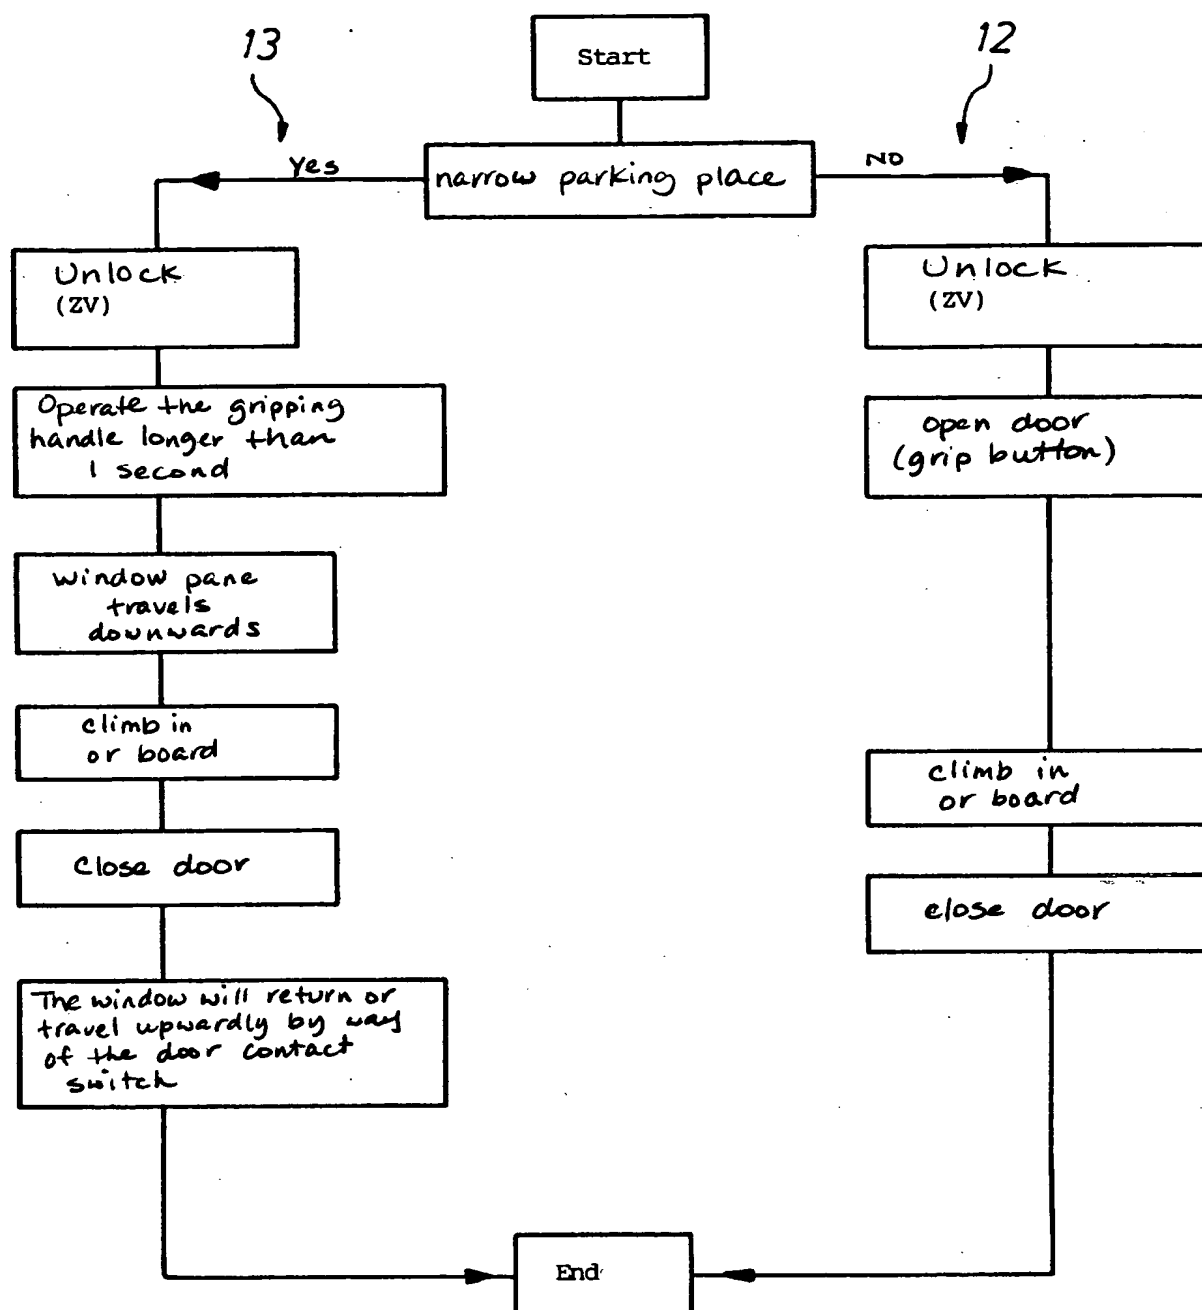 13
12
Start
Yes
narrow parking place
No
Unlock
(ZV)
Operate the gripping
handle longer than
1 second
window pane
travels
downwards
climb in
or board
Close door
The window will return or
travel upwardly by way
of the door contact
switch
Unlock
(ZV)
open door
(grip button)
climb in
or board
close door
End